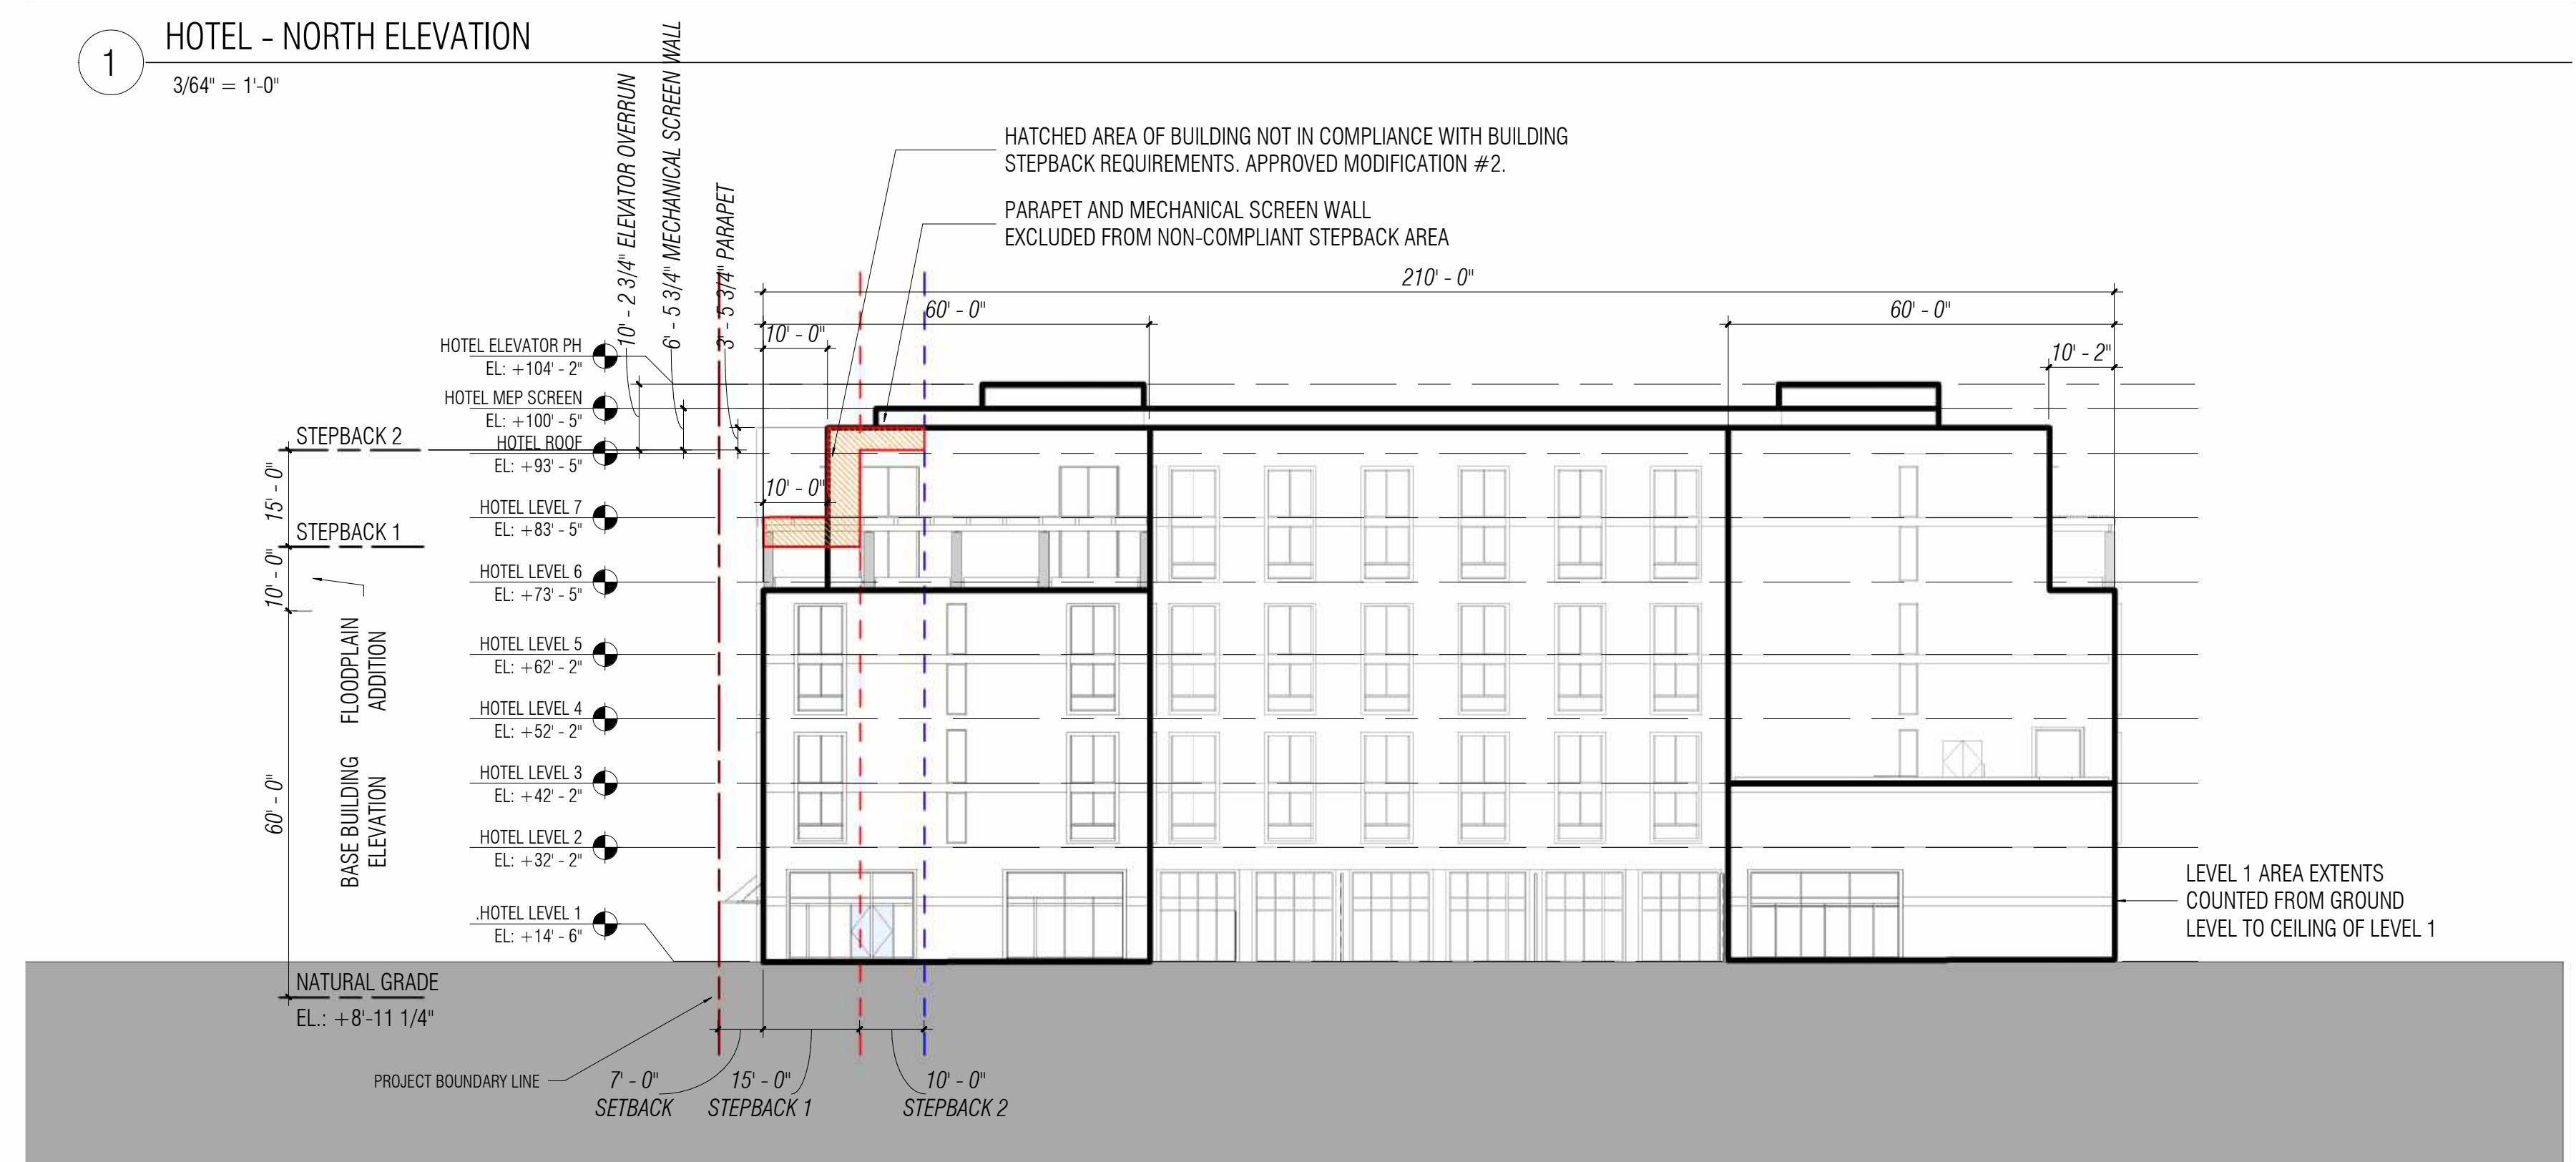 1
HOTEL - NORTH ELEVATION
3/64" = 1'-0"
10' - 2 3/4" ELEVATOR OVERRUN
6' - 5 3/4" MECHANICAL SCREEN WALL
3' - 5 3/4" PARAPET
HATCHED AREA OF BUILDING NOT IN COMPLIANCE WITH BUILDING
STEPBACK REQUIREMENTS. APPROVED MODIFICATION #2.
PARAPET AND MECHANICAL SCREEN WALL
EXCLUDED FROM NON-COMPLIANT STEPBACK AREA
210' - 0"
60' - 0"
60' - 0"
10' - 0"
10' - 2"
10' - 0"
HOTEL ELEVATOR PH
EL: +104' - 2"
HOTEL MEP SCREEN
EL: +100' - 5"
HOTEL ROOF
EL: +93' - 5"
HOTEL LEVEL 7
EL: +83' - 5"
HOTEL LEVEL 6
EL: +73' - 5"
HOTEL LEVEL 5
EL: +62' - 2"
HOTEL LEVEL 4
EL: +52' - 2"
HOTEL LEVEL 3
EL: +42' - 2"
HOTEL LEVEL 2
EL: +32' - 2"
.HOTEL LEVEL 1
EL: +14' - 6"
STEPBACK 2
15' - 0"
STEPBACK 1
10' - 0"
FLOODPLAIN
ADDITION
60' - 0"
BASE BUILDING
ELEVATION
NATURAL GRADE
EL.: +8'-11 1/4"
LEVEL 1 AREA EXTENTS
COUNTED FROM GROUND
LEVEL TO CEILING OF LEVEL 1
PROJECT BOUNDARY LINE
7' - 0"
SETBACK
15' - 0"
STEPBACK 1
10' - 0"
STEPBACK 2